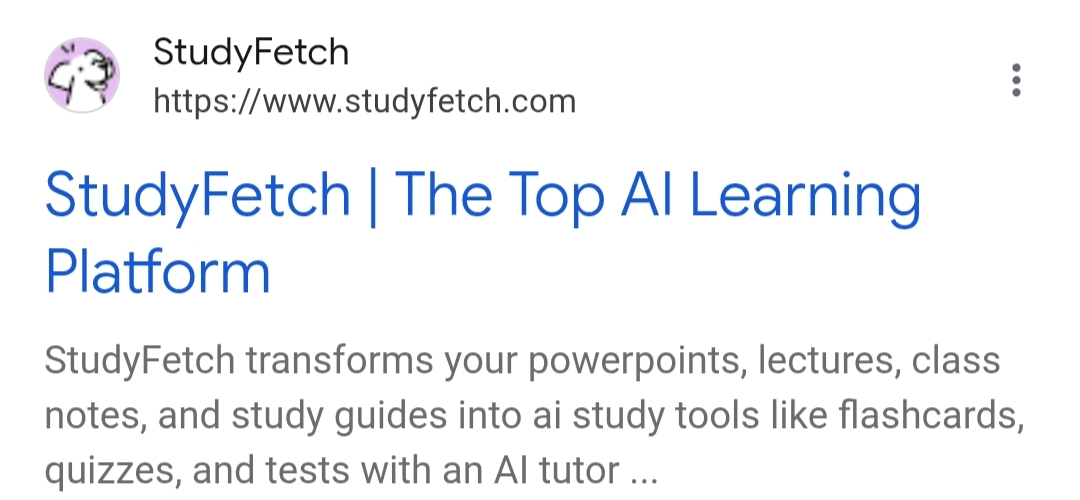 StudyFetch
https://www.studyfetch.com
StudyFetch | The Top AI Learning
Platform
StudyFetch transforms your powerpoints, lectures, class
notes, and study guides into ai study tools like flashcards,
quizzes, and tests with an AI tutor ...